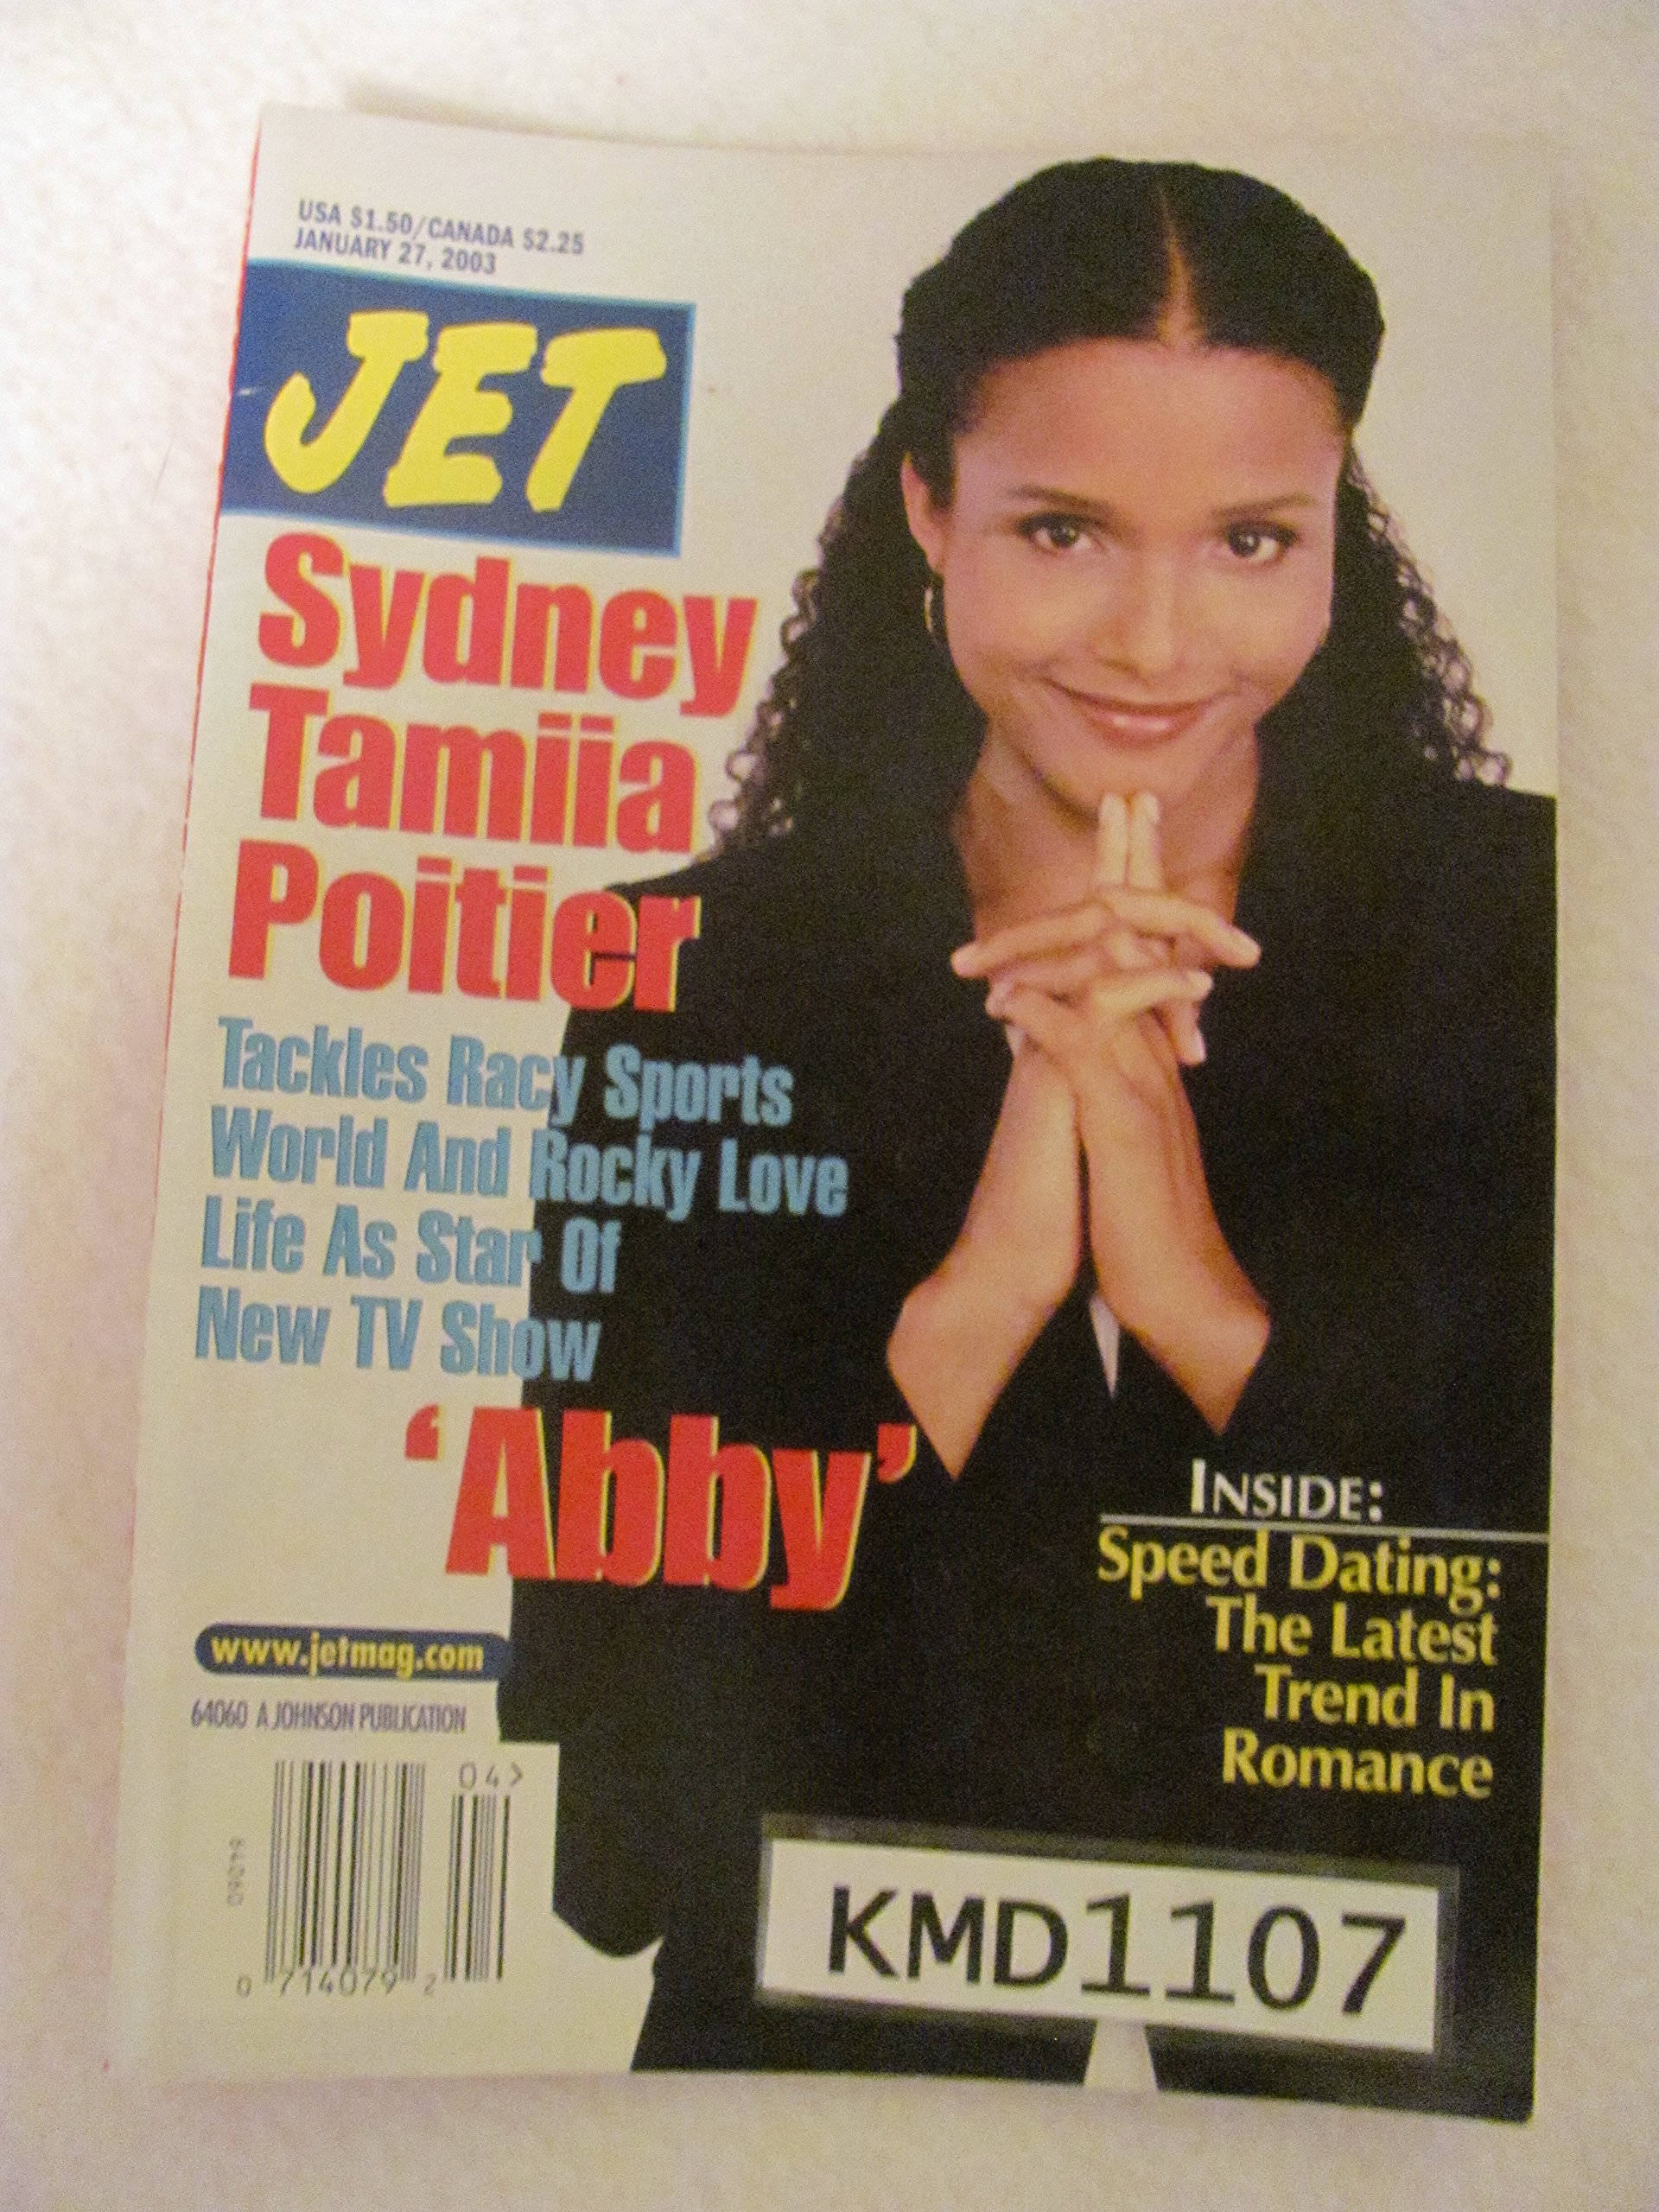 USA $1.50/CANADA $2.25
JANUARY 27, 2003
JET
Sydney
Tamiia
Poitier
Tackles Racy Sports
World And Rocky Love
Life As Star Of
New TV Show
'Abby'
INSIDE:
Speed Dating:
The Latest
Trend In
Romance
www.jetmag.com
64060 A JOHNSON PUBLICATION
04>
64060
0 714079 2
KMD1107